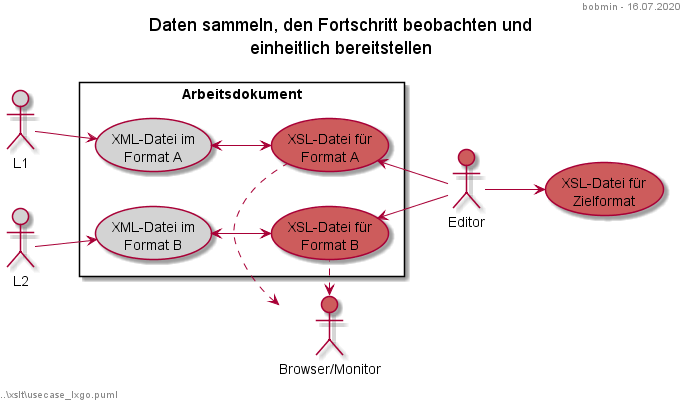 bobmin - 16.07.2020
Daten sammeln, den Fortschritt beobachten und
einheitlich bereitstellen
Arbeitsdokument
L1
XML-Datei im
Format A
XSL-Datei für
Format A
L2
XML-Datei im
Format B
XSL-Datei für
Format B
Editor
XSL-Datei für
Zielformat
Browser/Monitor
..\xslt\usecase_lxgo.puml